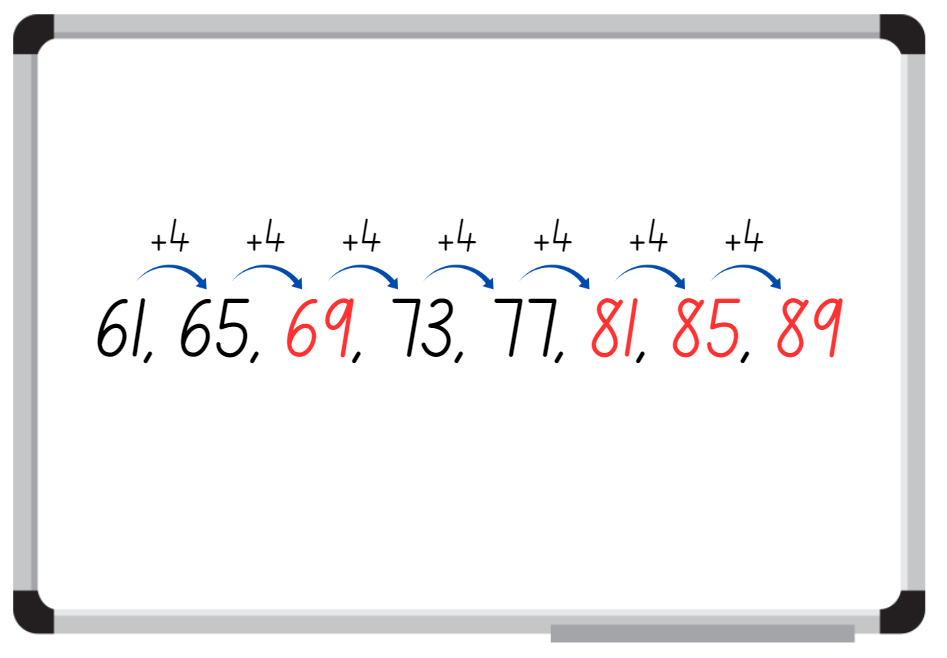 +4 +4 +4 +4 +4 +4 +4
61, 65, 69, 73, 77, 81, 85, 89